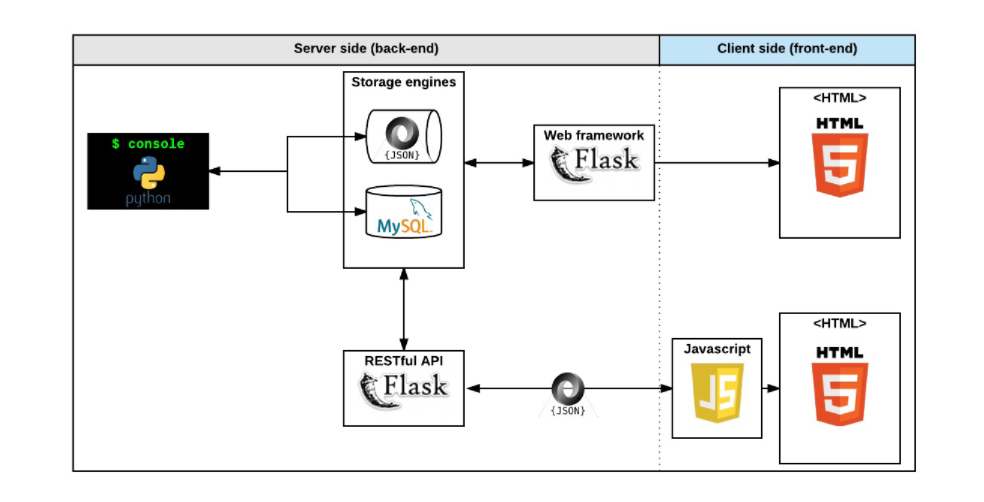 Server side (back-end)
Client side (front-end)
Storage engines
<HTML>
HTML
5
$ console
python
{JSON}
Web framework
Flask
MySQL
RESTful API
Flask
{JSON}
Javascript
JS
<HTML>
HTML
5